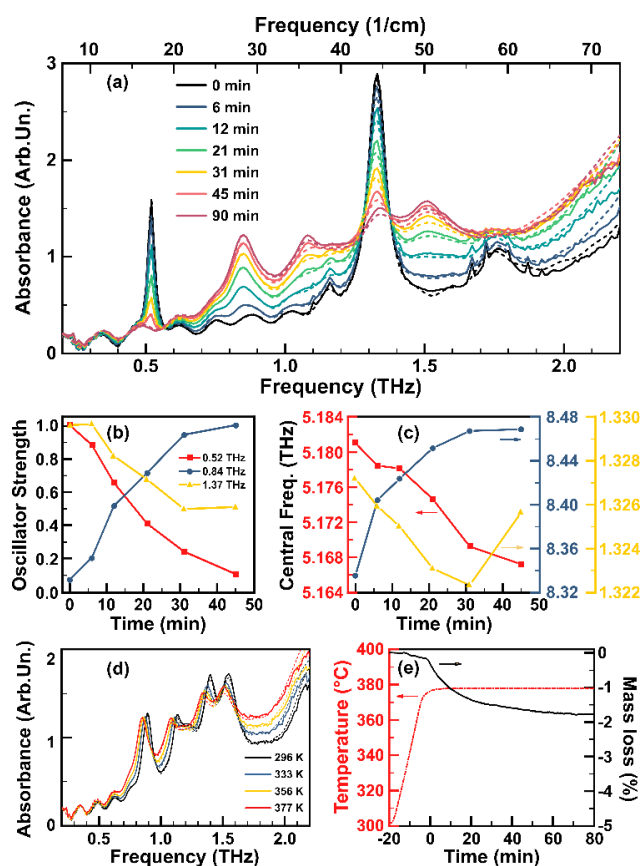 Frequency (1/cm)
10 20 30 40 50 60 70
(a)
0 min
6 min
12 min
21 min
31 min
45 min
90 min
Absorbance (Arb.Un.)
3
2
1
0
0.5 1.0 1.5 2.0
Frequency (THz)
(b)
Oscillator Strength
1.0
0.8
0.6
0.4
0.2
0.0
0.52 THz
0.84 THz
1.37 THz
0 10 20 30 40 50
Time (min)
(c)
Central Freq. (THz)
5.184
5.180
5.176
5.172
5.168
5.164
8.48
8.46
8.40
8.36
8.32
1.330
1.328
1.326
1.324
1.322
0 10 20 30 40 50
Time (min)
(d)
Absorbance (Arb.Un.)
296 K
333 K
356 K
377 K
0.5 1.0 1.5 2.0
Frequency (THz)
(e)
Temperature (°C)
400
380
360
340
320
300
0
-1
-2
-3
-4
-5
Mass loss (%)
-20 0 20 40 60 80
Time (min)